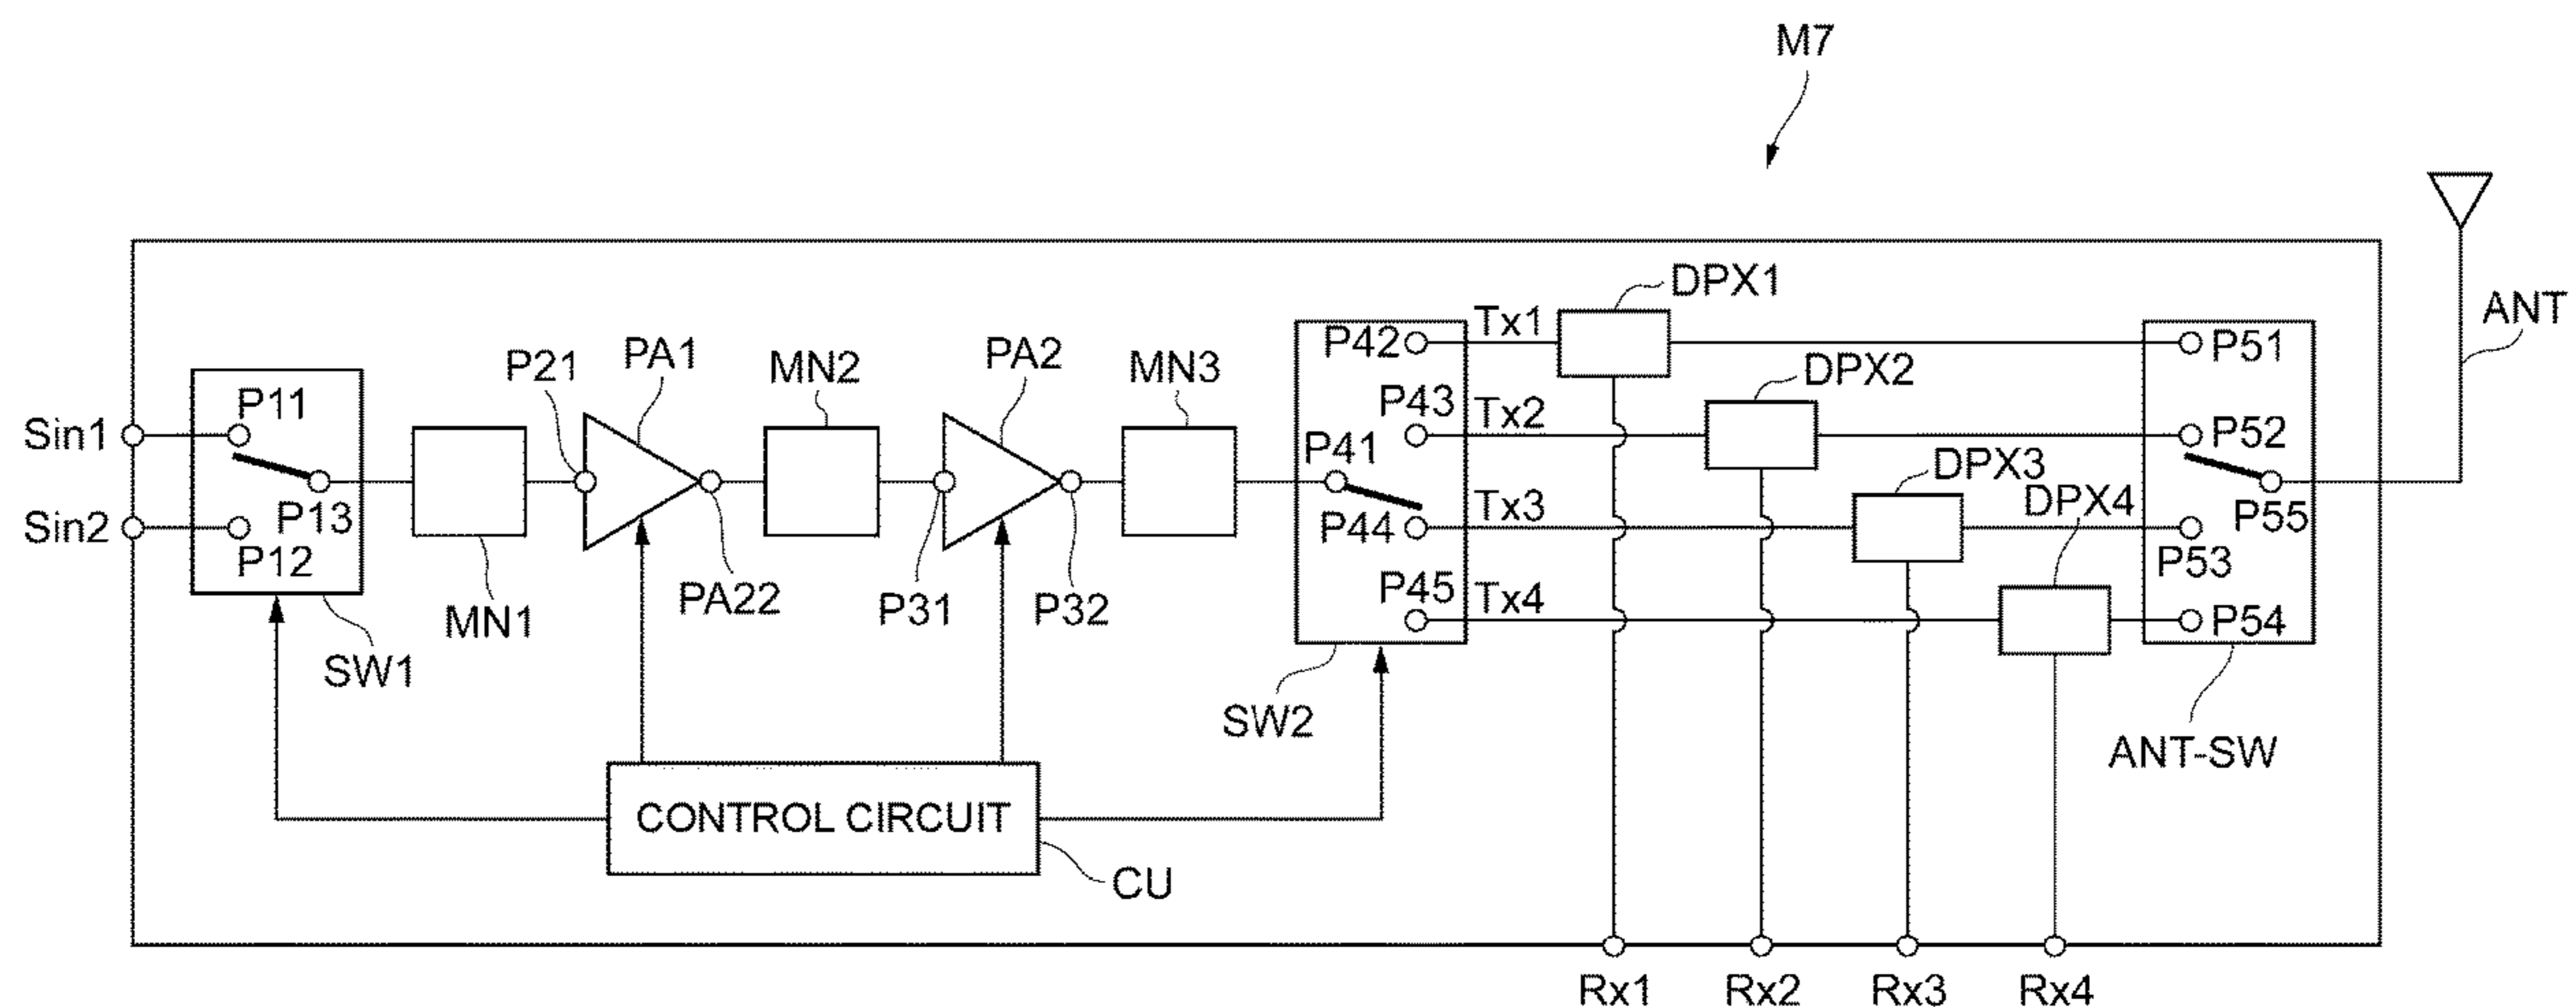 M7
ANT
DPX1
DPX2
DPX3
DPX4
Tx1
Tx2
Tx3
Tx4
P42
P43
P41
P44
P45
P51
P52
P55
P53
P54
Sin1
Sin2
P11
P13
P12
P21
PA1
MN2
PA2
MN3
MN1
PA22
P31
P32
SW1
SW2
ANT-SW
CONTROL CIRCUIT
CU
Rx1
Rx2
Rx3
Rx4